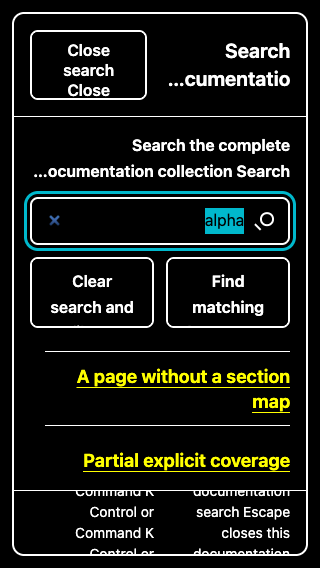 Search
...cumentatio
Close
search
Close
Search the complete
...ocumentation collection Search
alpha
Find
matching
Clear
search and
A page without a section
map
Partial explicit coverage
documentation
search Escape
closes this
documentation
Command K
Control or
Command K
Control or